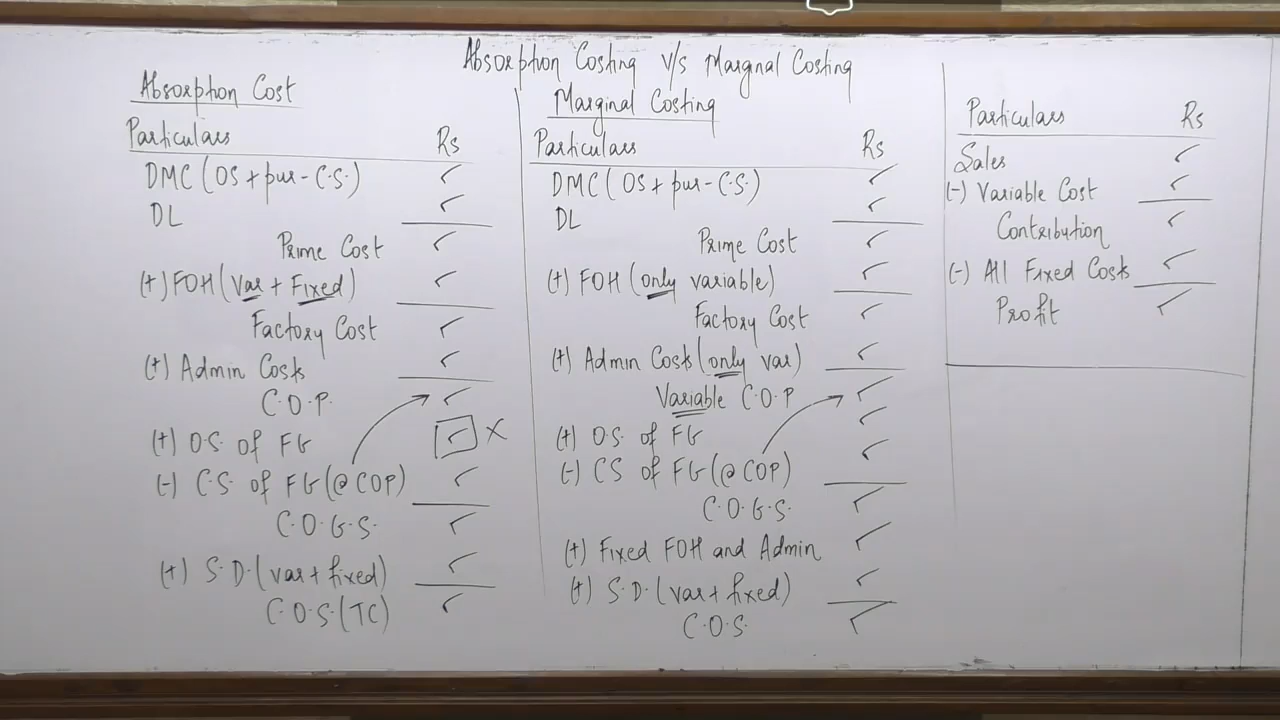 Absorption Costing v/s Marginal Costing
Absorption Cost
Particulars Rs
DMC (OS + pur - C.S.) ✓
DL ✓
Prime Cost ✓
(+) FOH (Var + Fixed) ✓
Factory Cost ✓
(+) Admin Costs ✓
C.O.P. ✓
(+) O.S. of FG ✓ X
(-) C.S. of FG (@ COP) ✓
C.O.G.S. ✓
(+) S.D. (var + fixed) ✓
C.O.S. (TC) ✓
Marginal Costing
Particulars Rs
DMC (OS + pur - C.S.) ✓
DL ✓
Prime Cost ✓
(+) FOH (only variable) ✓
Factory Cost ✓
(+) Admin Costs (only var) ✓
Variable C.O.P ✓
(+) O.S. of FG ✓
(-) CS of FG (@ COP) ✓
C.O.G.S. ✓
(+) Fixed FOH and Admin ✓
(+) S.D. (var + fixed) ✓
C.O.S. ✓
Particulars Rs
Sales ✓
(-) Variable Cost ✓
Contribution ✓
(-) All Fixed Costs ✓
Profit ✓